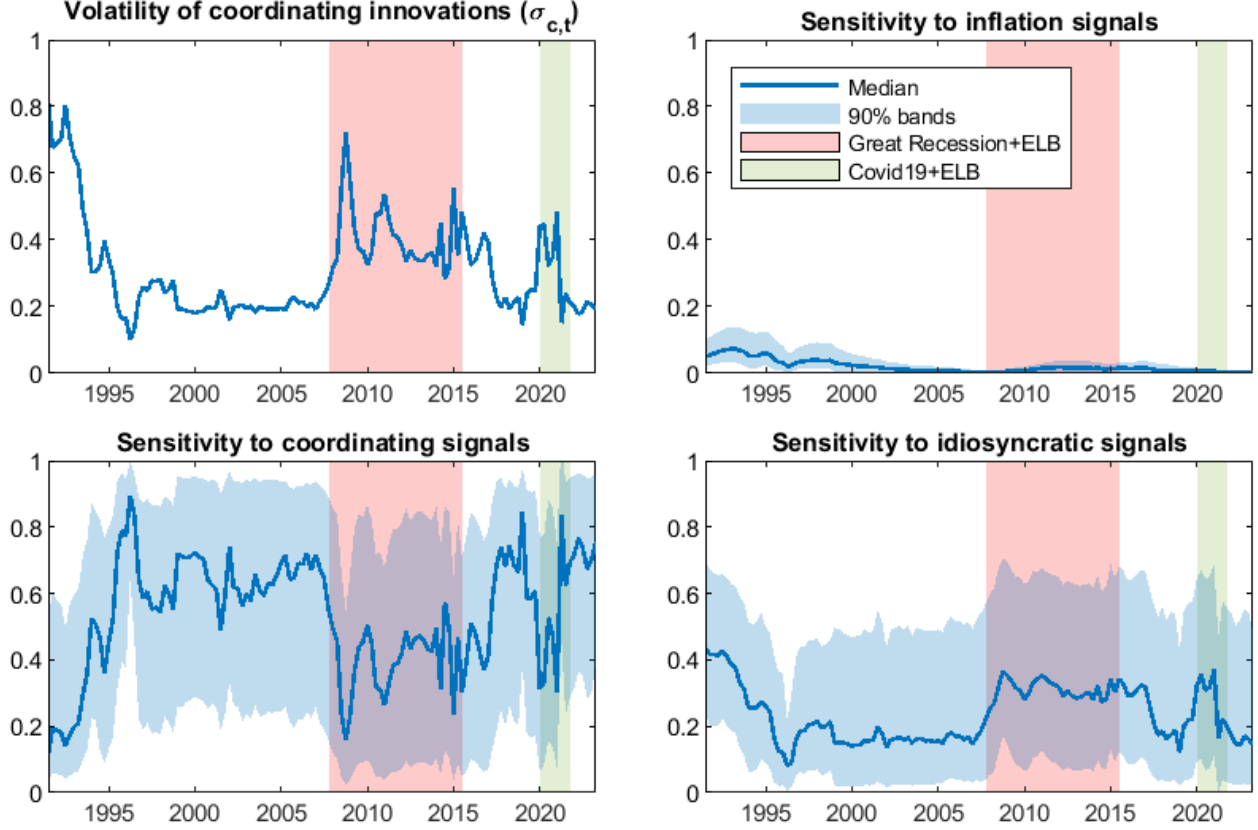 Volatility of coordinating innovations (σc,t)
1
0.8
0.6
0.4
0.2
0
1995 2000 2005 2010 2015 2020
Sensitivity to inflation signals
1
0.8
0.6
0.4
0.2
0
Median
90% bands
Great Recession+ELB
Covid19+ELB
1995 2000 2005 2010 2015 2020
Sensitivity to coordinating signals
1
0.8
0.6
0.4
0.2
0
1995 2000 2005 2010 2015 2020
Sensitivity to idiosyncratic signals
1
0.8
0.6
0.4
0.2
0
1995 2000 2005 2010 2015 2020